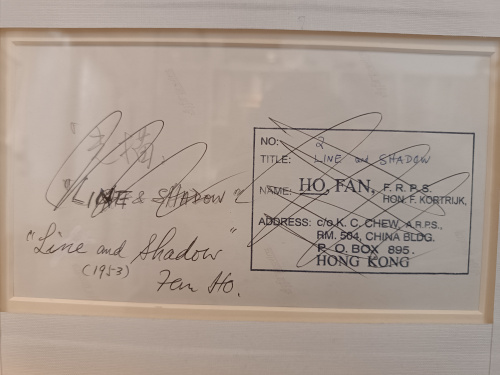 "LINE & SHADOW"
"Line and Shadow"
(1953)
Fan Ho.
NO: 2
TITLE: LINE and SHADOW
NAME: HO, FAN, F.R.P.S.
HON. F. KORTRIJK,
ADDRESS: c/o K. C. CHEW, A.R.P.S.,
RM. 504, CHINA BLDG.
P. O. BOX 895.
HONG KONG